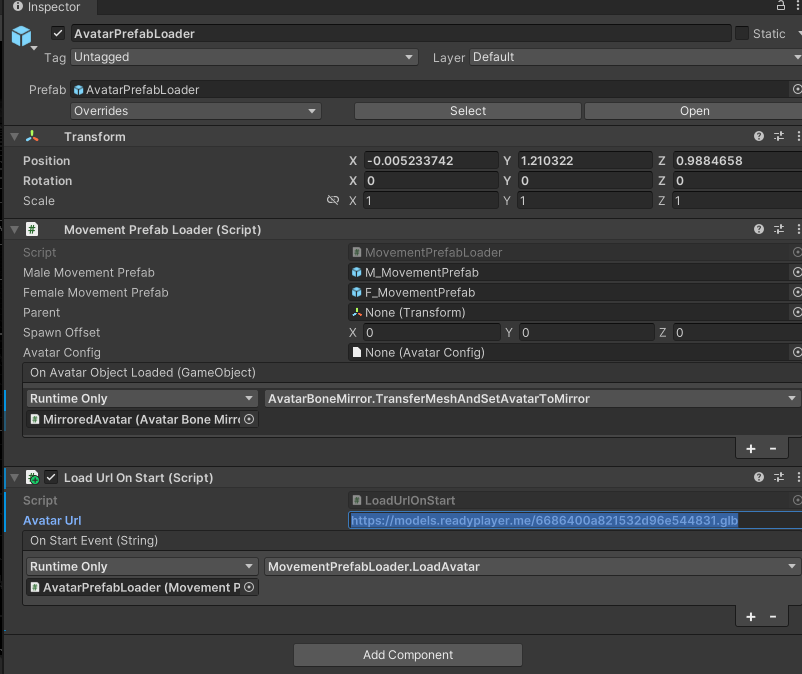 Inspector
AvatarPrefabLoader Static
Tag Untagged Layer Default
Prefab AvatarPrefabLoader
Overrides Select Open
Transform
Position X -0.005233742 Y 1.210322 Z 0.9884658
Rotation X 0 Y 0 Z 0
Scale X 1 Y 1 Z 1
# Movement Prefab Loader (Script)
Script # MovementPrefabLoader
Male Movement Prefab M_MovementPrefab
Female Movement Prefab F_MovementPrefab
Parent None (Transform)
Spawn Offset X 0 Y 0 Z 0
Avatar Config None (Avatar Config)
On Avatar Object Loaded (GameObject)
Runtime Only AvatarBoneMirror.TransferMeshAndSetAvatarToMirror
# MirroredAvatar (Avatar Bone Mirr
+ -
# Load Url On Start (Script)
Script # LoadUrlOnStart
Avatar Url https://models.readyplayer.me/6686400a821532d96e544831.glb
On Start Event (String)
Runtime Only MovementPrefabLoader.LoadAvatar
# AvatarPrefabLoader (Movement P
+ -
Add Component